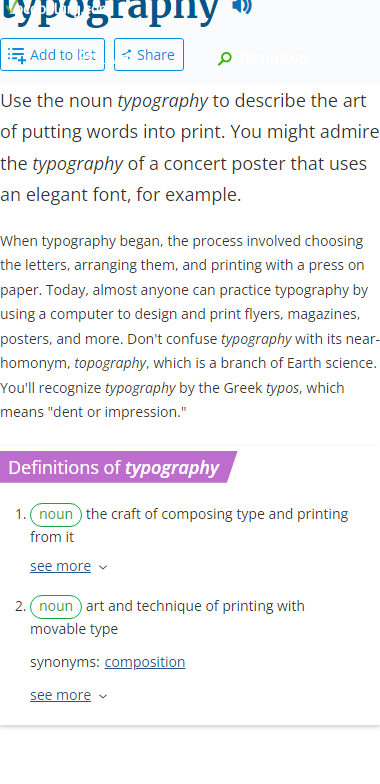 typography
Add to list
Share
Use the noun typography to describe the art
of putting words into print. You might admire
the typography of a concert poster that uses
an elegant font, for example.
When typography began, the process involved choosing
the letters, arranging them, and printing with a press on
paper. Today, almost anyone can practice typography by
using a computer to design and print flyers, magazines,
posters, and more. Don't confuse typography with its near-
homonym, topography, which is a branch of Earth science.
You'll recognize typography by the Greek typos, which
means "dent or impression."
Definitions of typography
1. noun the craft of composing type and printing
from it
see more
2. noun art and technique of printing with
movable type
synonyms: composition
see more